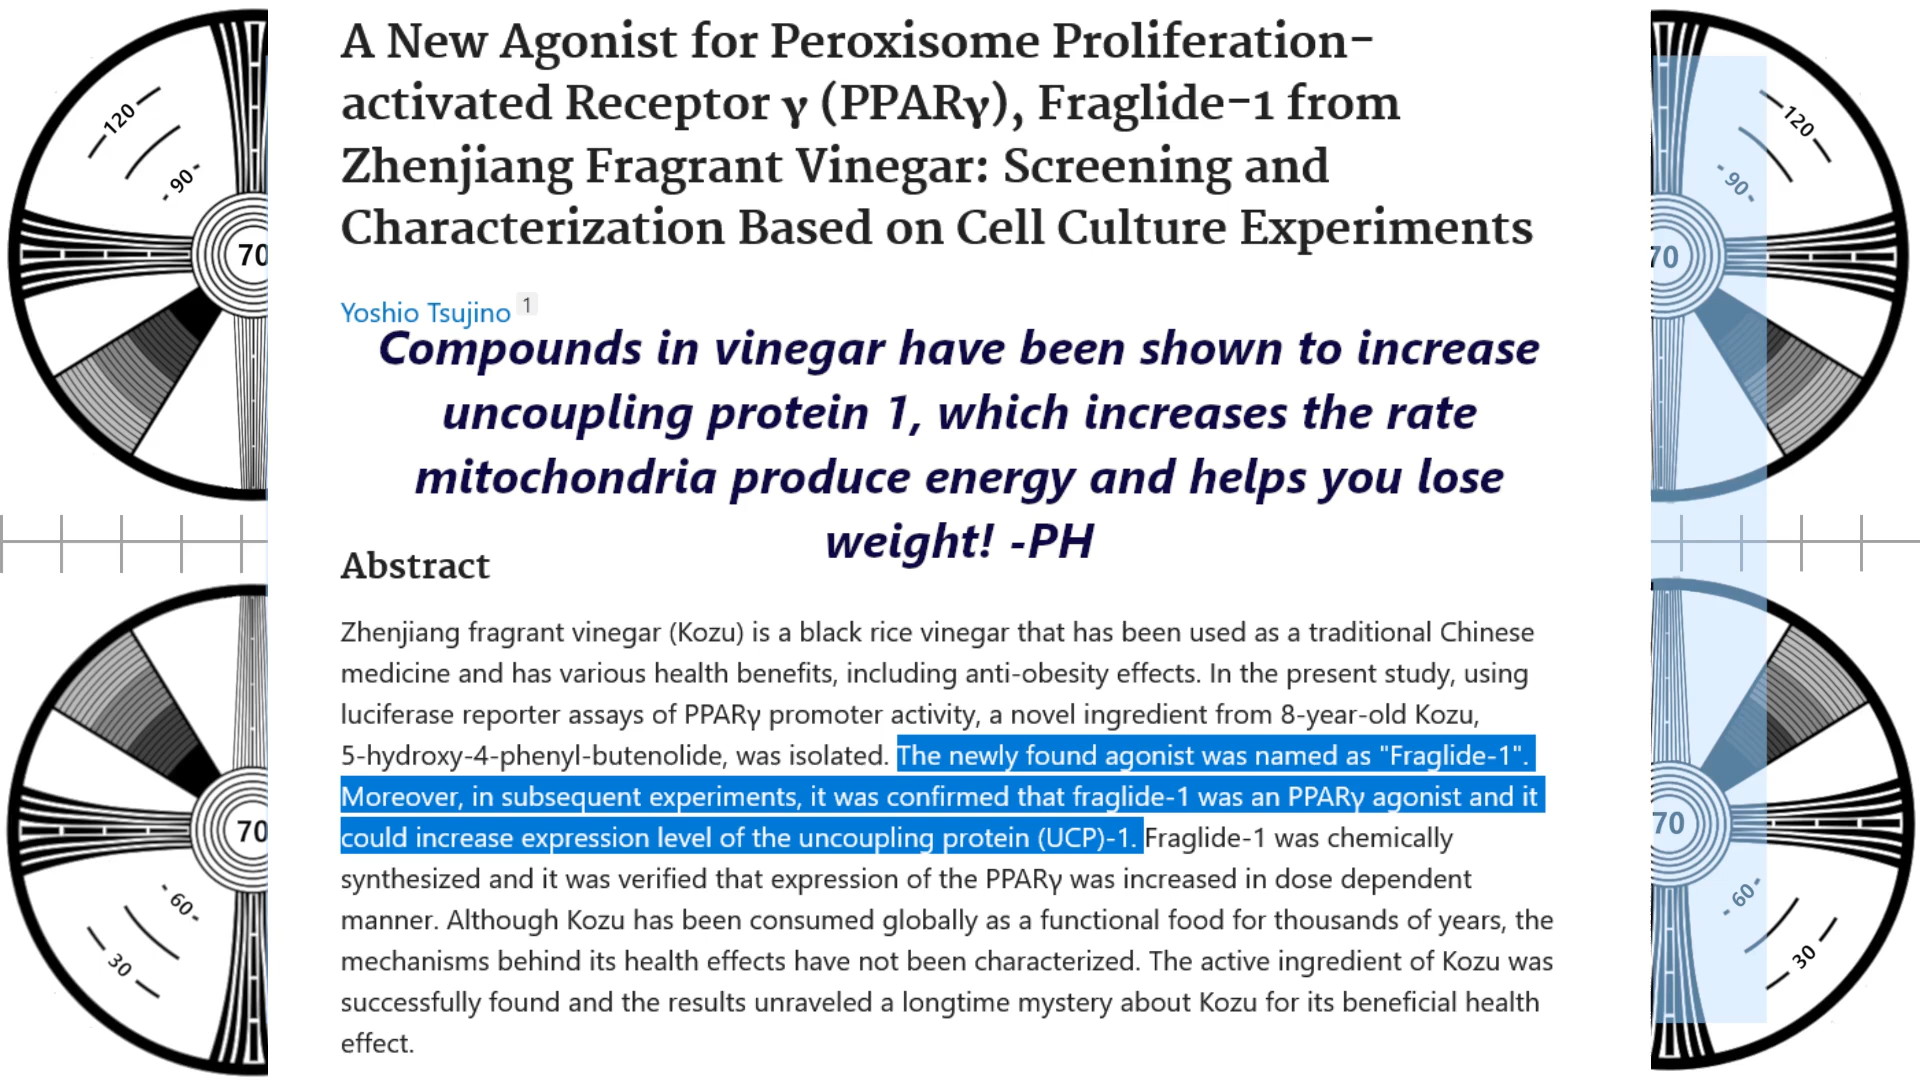 A New Agonist for Peroxisome Proliferation-
activated Receptor γ (PPARγ), Fraglide-1 from
Zhenjiang Fragrant Vinegar: Screening and
Characterization Based on Cell Culture Experiments
Yoshio Tsujino 1
Compounds in vinegar have been shown to increase
uncoupling protein 1, which increases the rate
mitochondria produce energy and helps you lose
weight! -PH
Abstract
Zhenjiang fragrant vinegar (Kozu) is a black rice vinegar that has been used as a traditional Chinese
medicine and has various health benefits, including anti-obesity effects. In the present study, using
luciferase reporter assays of PPARγ promoter activity, a novel ingredient from 8-year-old Kozu,
5-hydroxy-4-phenyl-butenolide, was isolated. The newly found agonist was named as "Fraglide-1".
Moreover, in subsequent experiments, it was confirmed that fraglide-1 was an PPARγ agonist and it
could increase expression level of the uncoupling protein (UCP)-1. Fraglide-1 was chemically
synthesized and it was verified that expression of the PPARγ was increased in dose dependent
manner. Although Kozu has been consumed globally as a functional food for thousands of years, the
mechanisms behind its health effects have not been characterized. The active ingredient of Kozu was
successfully found and the results unraveled a longtime mystery about Kozu for its beneficial health
effect.
120
90
70
70
60
30
120
90
70
70
60
30